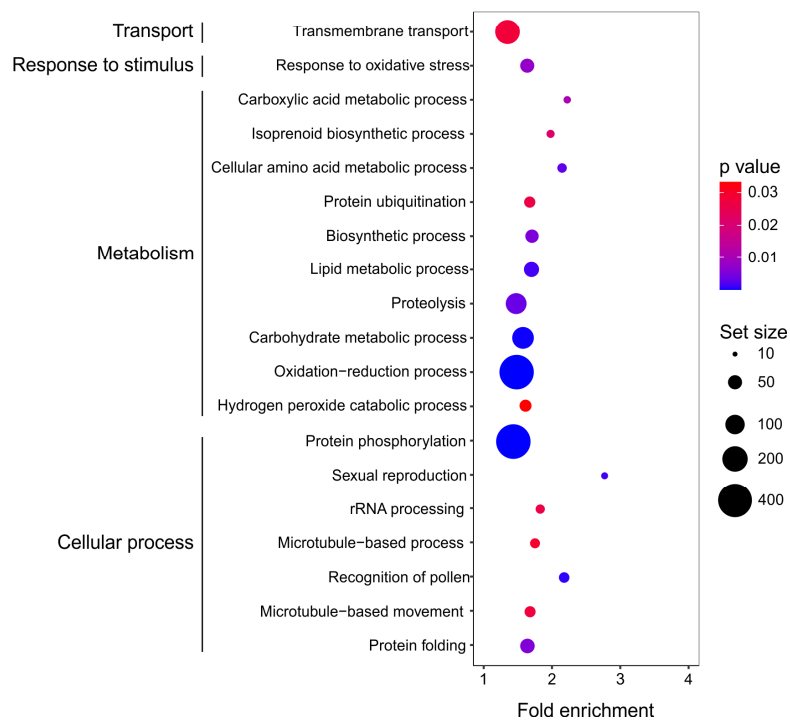 Transport
Transmembrane transport
Response to stimulus
Response to oxidative stress
Metabolism
Carboxylic acid metabolic process
Isoprenoid biosynthetic process
Cellular amino acid metabolic process
Protein ubiquitination
Biosynthetic process
Lipid metabolic process
Proteolysis
Carbohydrate metabolic process
Oxidation−reduction process
Hydrogen peroxide catabolic process
Cellular process
Protein phosphorylation
Sexual reproduction
rRNA processing
Microtubule−based process
Recognition of pollen
Microtubule−based movement
Protein folding
1 2 3 4
Fold enrichment
p value
0.03
0.02
0.01
Set size
10
50
100
200
400